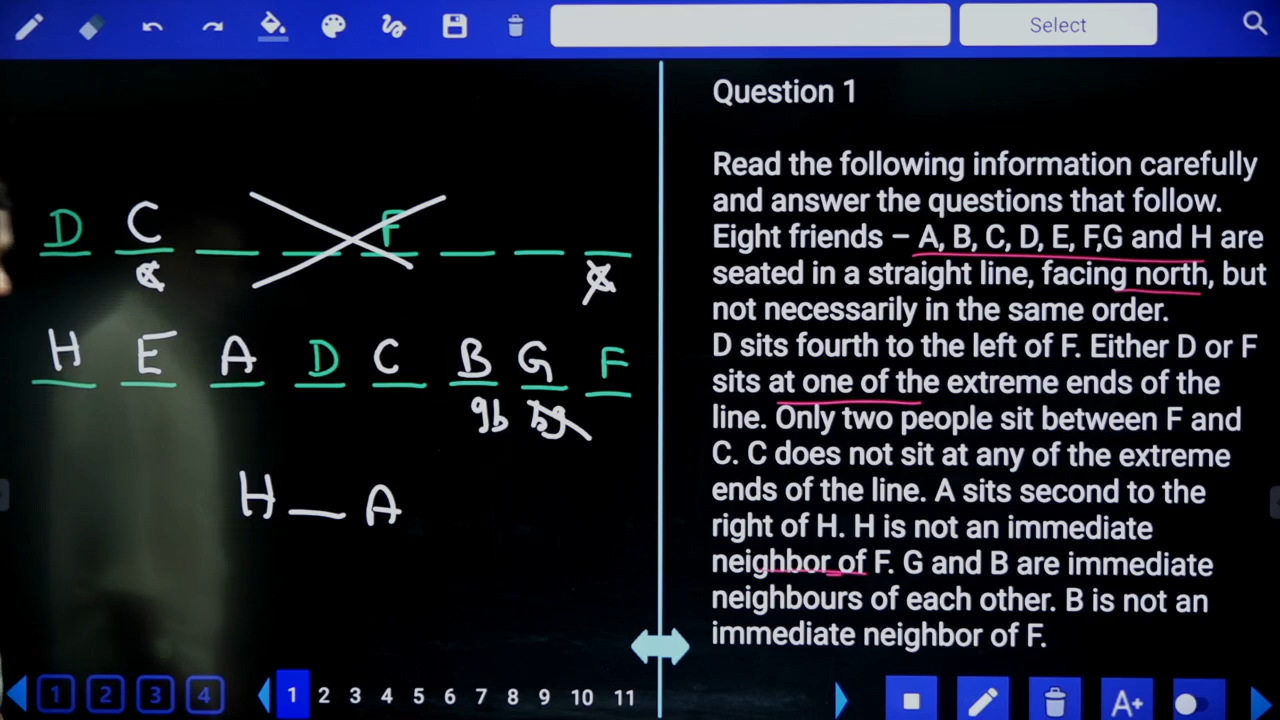 Select
Question 1
Read the following information carefully
and answer the questions that follow.
Eight friends – A, B, C, D, E, F,G and H are
seated in a straight line, facing north, but
not necessarily in the same order.
D sits fourth to the left of F. Either D or F
sits at one of the extreme ends of the
line. Only two people sit between F and
C. C does not sit at any of the extreme
ends of the line. A sits second to the
right of H. H is not an immediate
neighbor of F. G and B are immediate
neighbours of each other. B is not an
immediate neighbor of F.
D C F
H E A D C B G F
gb bg
H _ A
1 2 3 4
1 2 3 4 5 6 7 8 9 10 11
A+